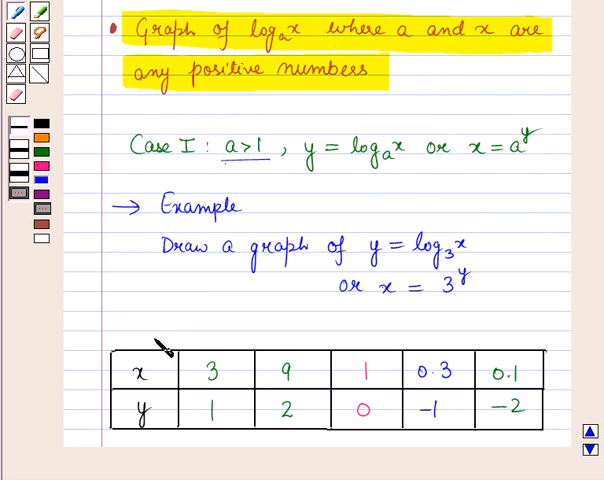 • Graph of logₐx where a and x are
any positive numbers
Case I : a>1 , y = logₐx or x = aʸ
→ Example
Draw a graph of y = log₃x
or x = 3ʸ
x 3 9 1 0.3 0.1
y 1 2 0 -1 -2